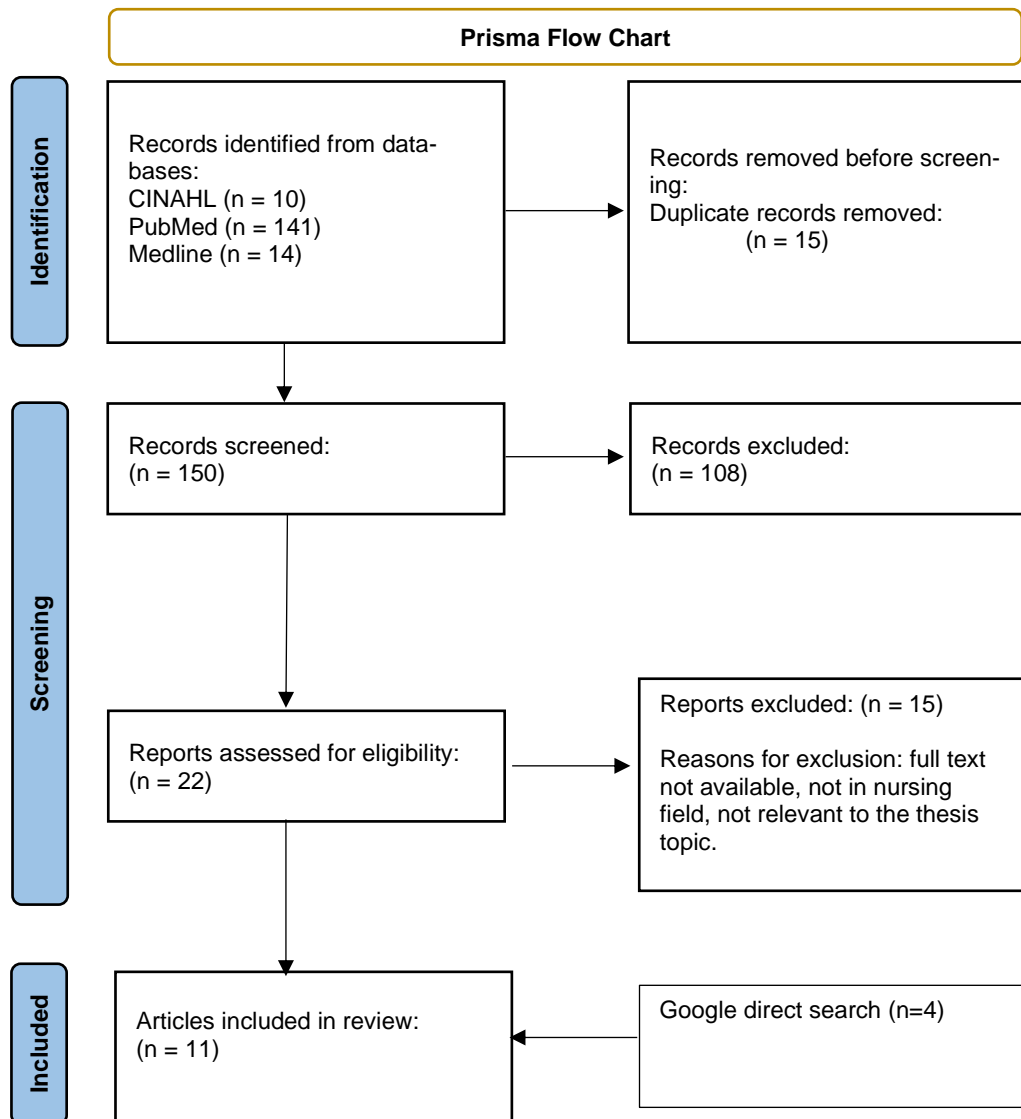 Prisma Flow Chart
Identification
Records identified from data-
bases:
CINAHL (n = 10)
PubMed (n = 141)
Medline (n = 14)
Records removed before screen-
ing:
Duplicate records removed:
(n = 15)
Screening
Records screened:
(n = 150)
Records excluded:
(n = 108)
Reports assessed for eligibility:
(n = 22)
Reports excluded: (n = 15)
Reasons for exclusion: full text
not available, not in nursing
field, not relevant to the thesis
topic.
Included
Articles included in review:
(n = 11)
Google direct search (n=4)